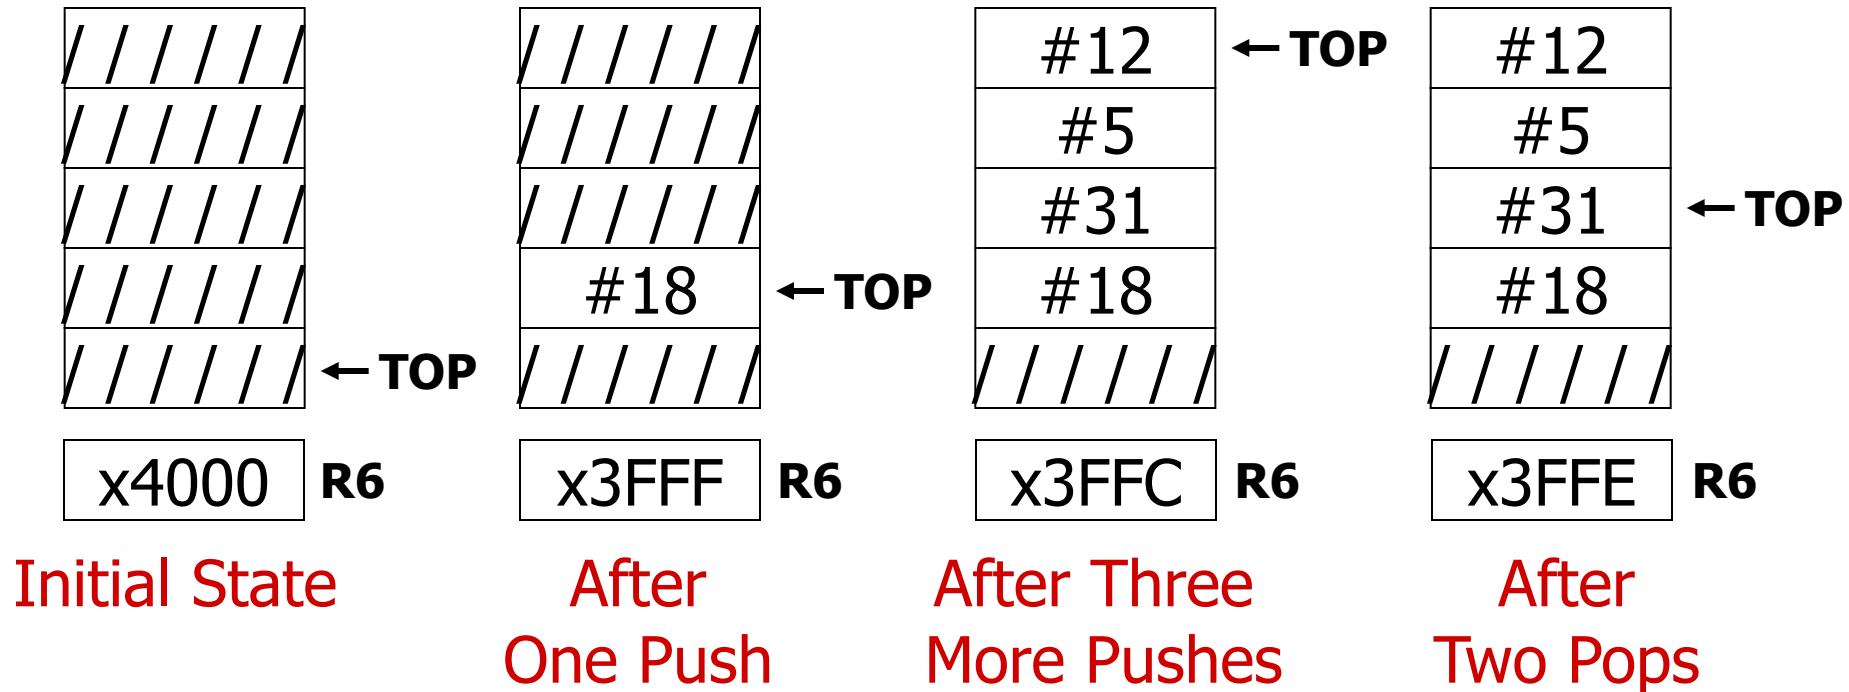 / / / / / /
/ / / / / /
/ / / / / /
/ / / / / /
/ / / / / /
TOP
x4000
R6
Initial State
/ / / / / /
/ / / / / /
/ / / / / /
#18
TOP
/ / / / / /
x3FFF
R6
After
One Push
#12
TOP
#5
#31
#18
/ / / / / /
x3FFC
R6
After Three
More Pushes
#12
#5
#31
TOP
#18
/ / / / / /
x3FFE
R6
After
Two Pops